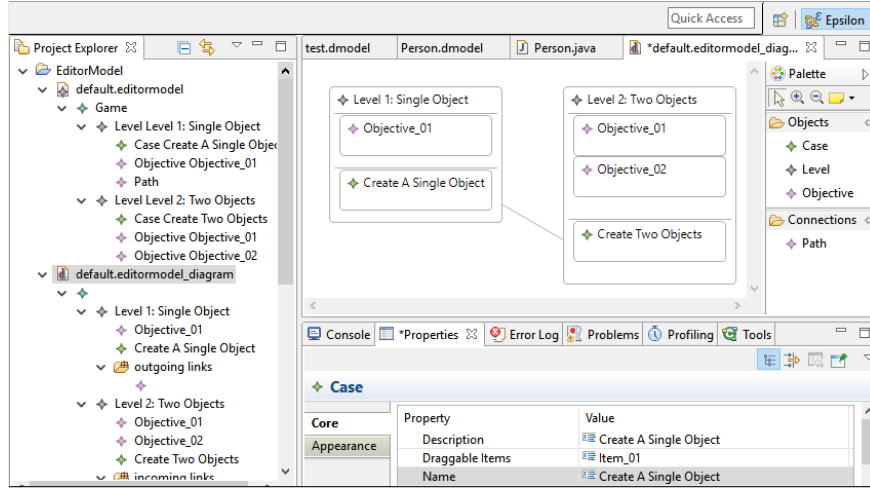 Quick Access
Epsilon
Project Explorer
test.dmodel
Person.dmodel
Person.java
*default.editormodel_diag...
EditorModel
default.editormodel
Game
Level Level 1: Single Object
Case Create A Single Objec
Objective Objective_01
Path
Level Level 2: Two Objects
Case Create Two Objects
Objective Objective_01
Objective Objective_02
default.editormodel_diagram
Level 1: Single Object
Objective_01
Create A Single Object
outgoing links
Level 2: Two Objects
Objective_01
Objective_02
Create Two Objects
incoming links
Level 1: Single Object
Objective_01
Create A Single Object
Level 2: Two Objects
Objective_01
Objective_02
Create Two Objects
Palette
Objects
Case
Level
Objective
Connections
Path
Console
*Properties
Error Log
Problems
Profiling
Tools
Case
Core
Appearance
Property Value
Description Create A Single Object
Draggable Items Item_01
Name Create A Single Object